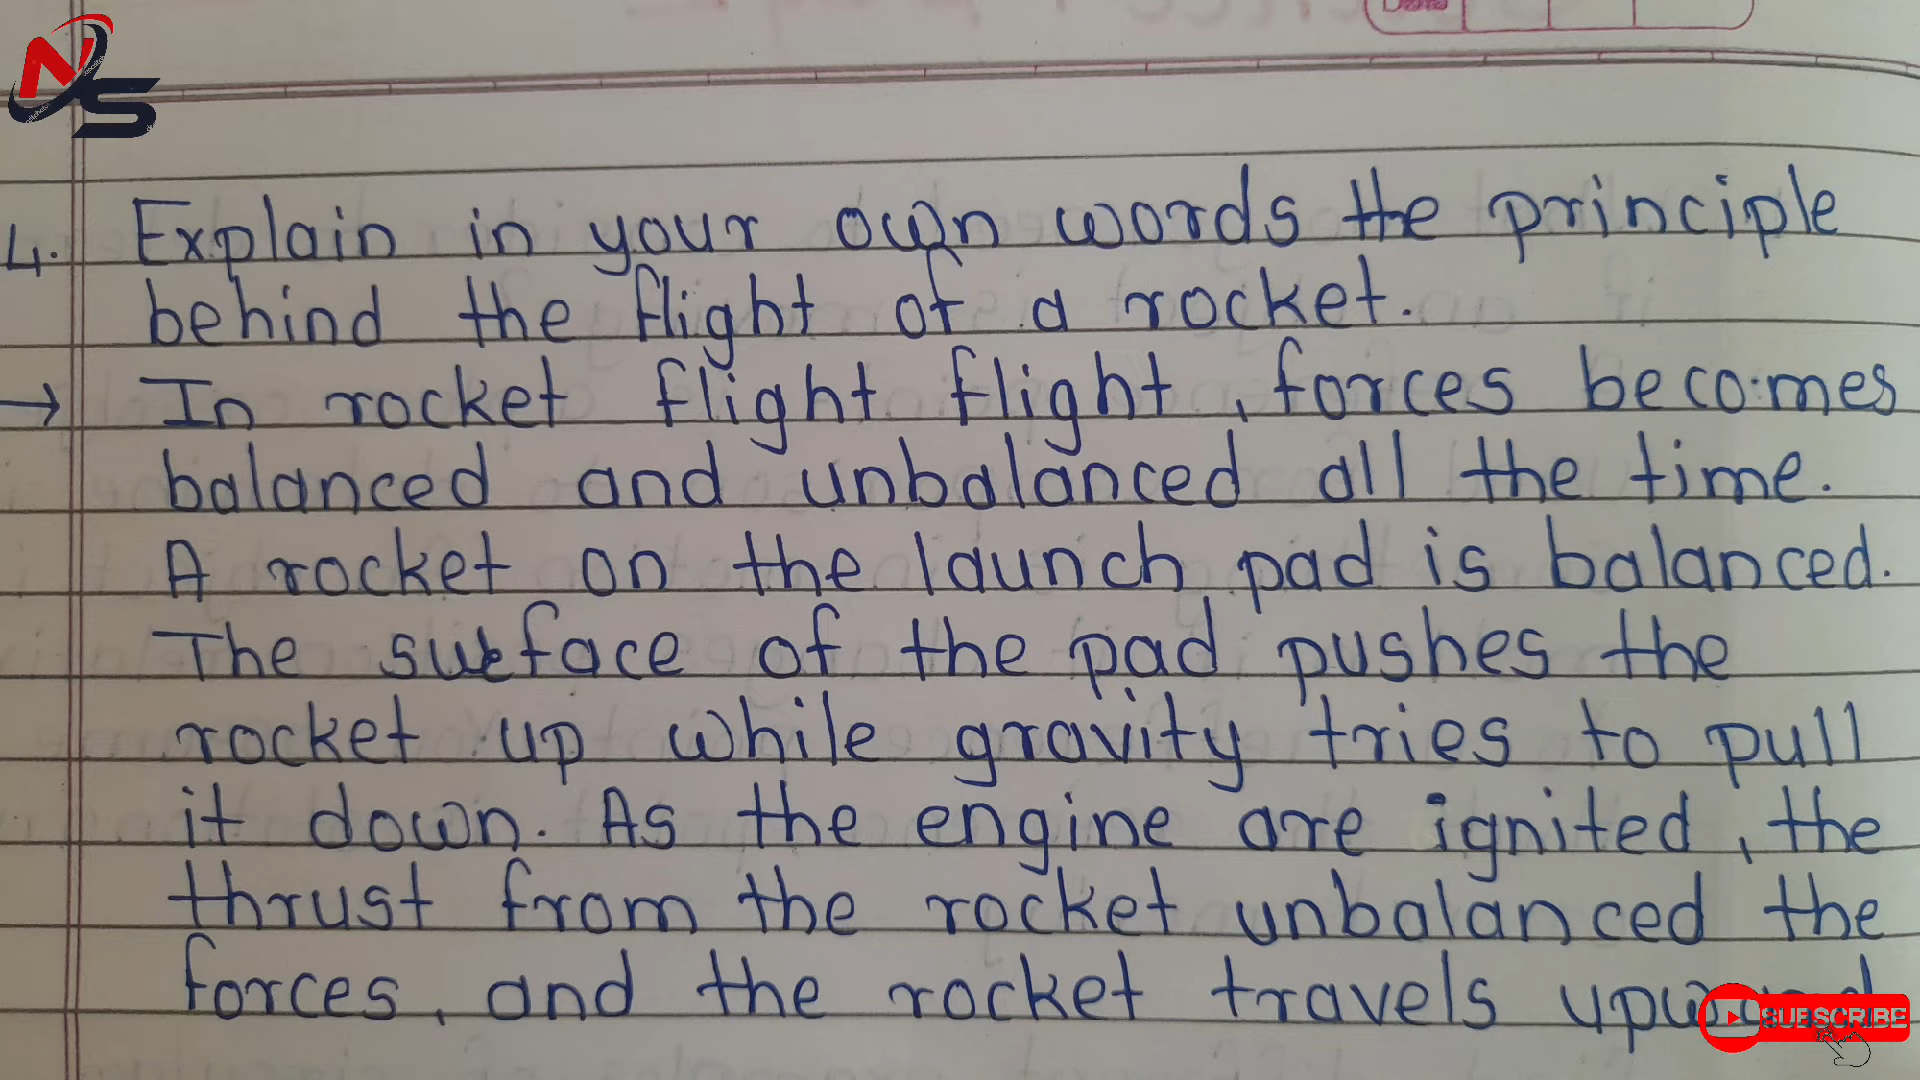 NS
Date
4. Explain in your own words the principle
behind the flight of a rocket.
→ In rocket flight flight, forces becomes
balanced and unbalanced all the time.
A rocket on the launch pad is balanced.
The surface of the pad pushes the
rocket up while gravity tries to pull
it down. As the engine are ignited, the
thrust from the rocket unbalanced the
forces, and the rocket travels upward
SUBSCRIBE